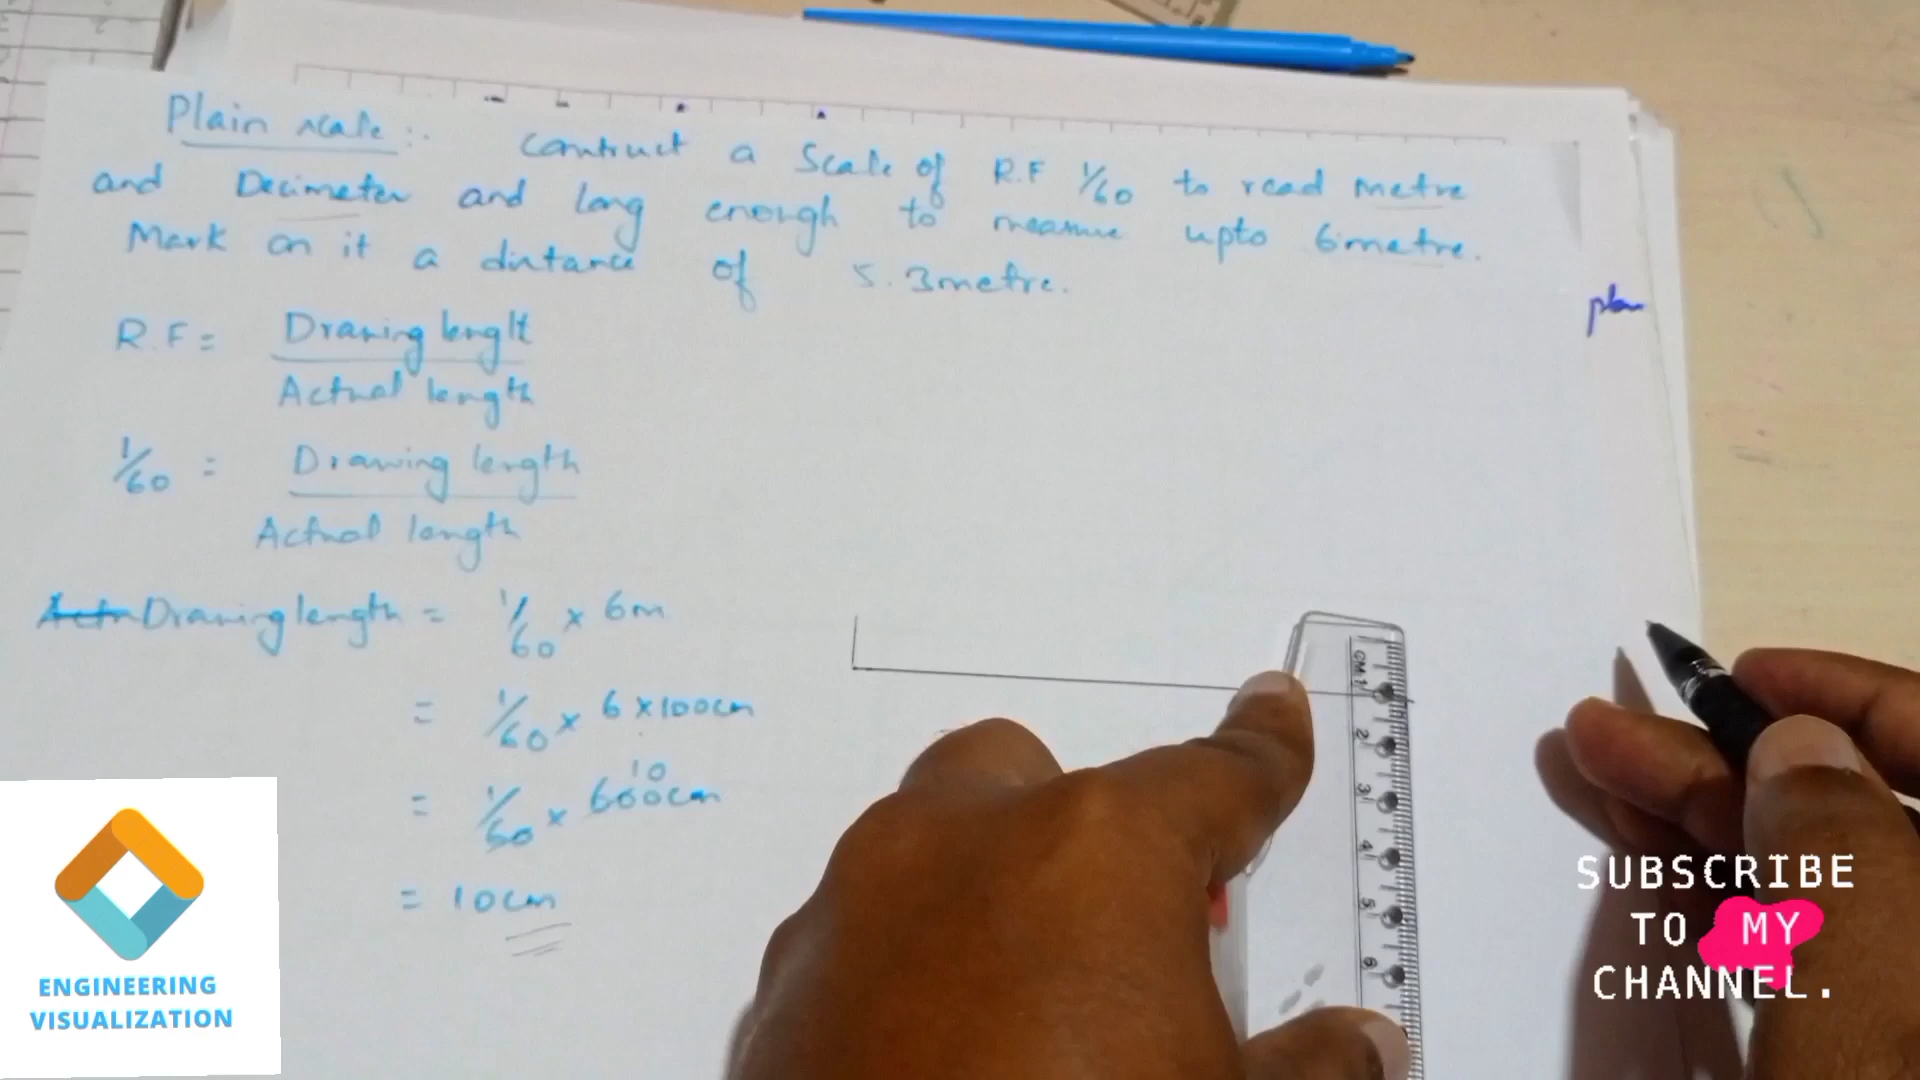 Plain scale:. Construct a Scale of R.F 1/60 to read metre
and Decimeter and long enough to measure upto 6metre.
Mark on it a distance of 5.3metre.
R.F = Drawing lenglt
Actual length
1/60 = Drawing length
Actual length
Drawing length = 1/60 x 6m
= 1/60 x 6 x 100cm
= 1/60 x 600cm
10
= 10cm
plan
CM 1
2
3
4
5
6
ENGINEERING
VISUALIZATION
SUBSCRIBE
TO MY
CHANNEL.